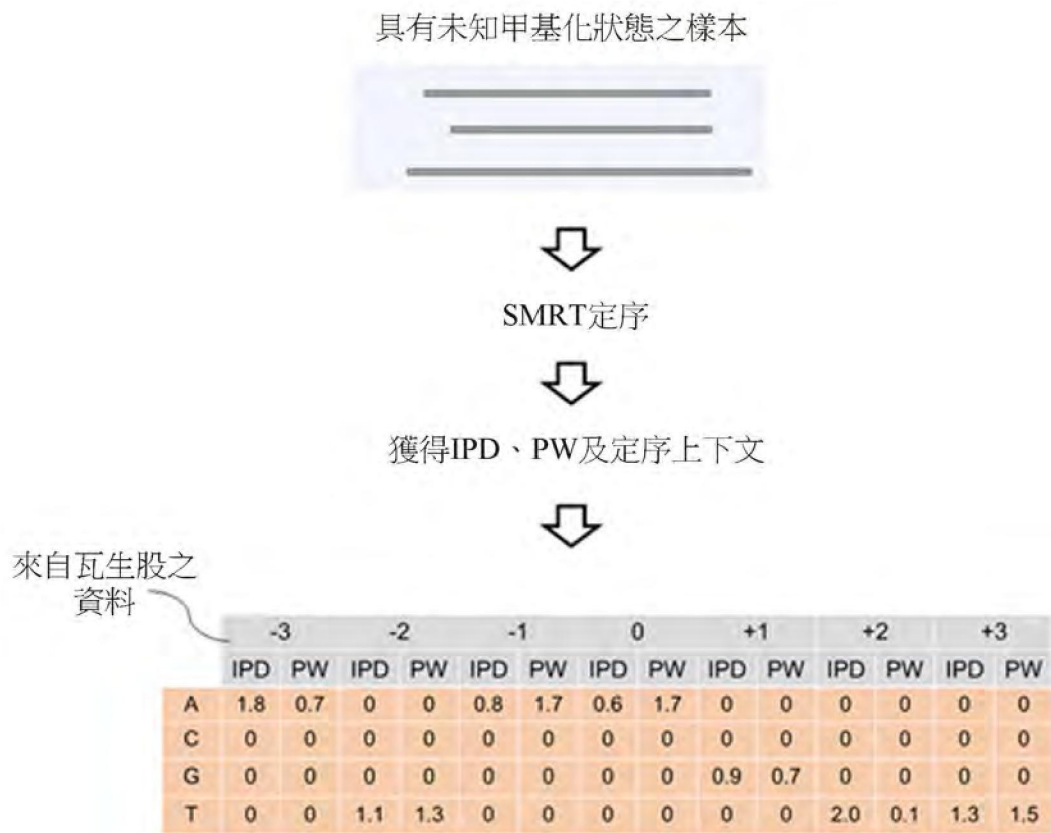 具有未知甲基化狀態之樣本
SMRT定序
獲得IPD、PW及定序上下文
來自瓦生股之
資料
-3 -2 -1 0 +1 +2 +3
IPD PW IPD PW IPD PW IPD PW IPD PW IPD PW IPD PW
A 1.8 0.7 0 0 0.8 1.7 0.6 1.7 0 0 0 0 0 0
C 0 0 0 0 0 0 0 0 0 0 0 0 0 0
G 0 0 0 0 0 0 0 0 0.9 0.7 0 0 0 0
T 0 0 1.1 1.3 0 0 0 0 0 0 2.0 0.1 1.3 1.5